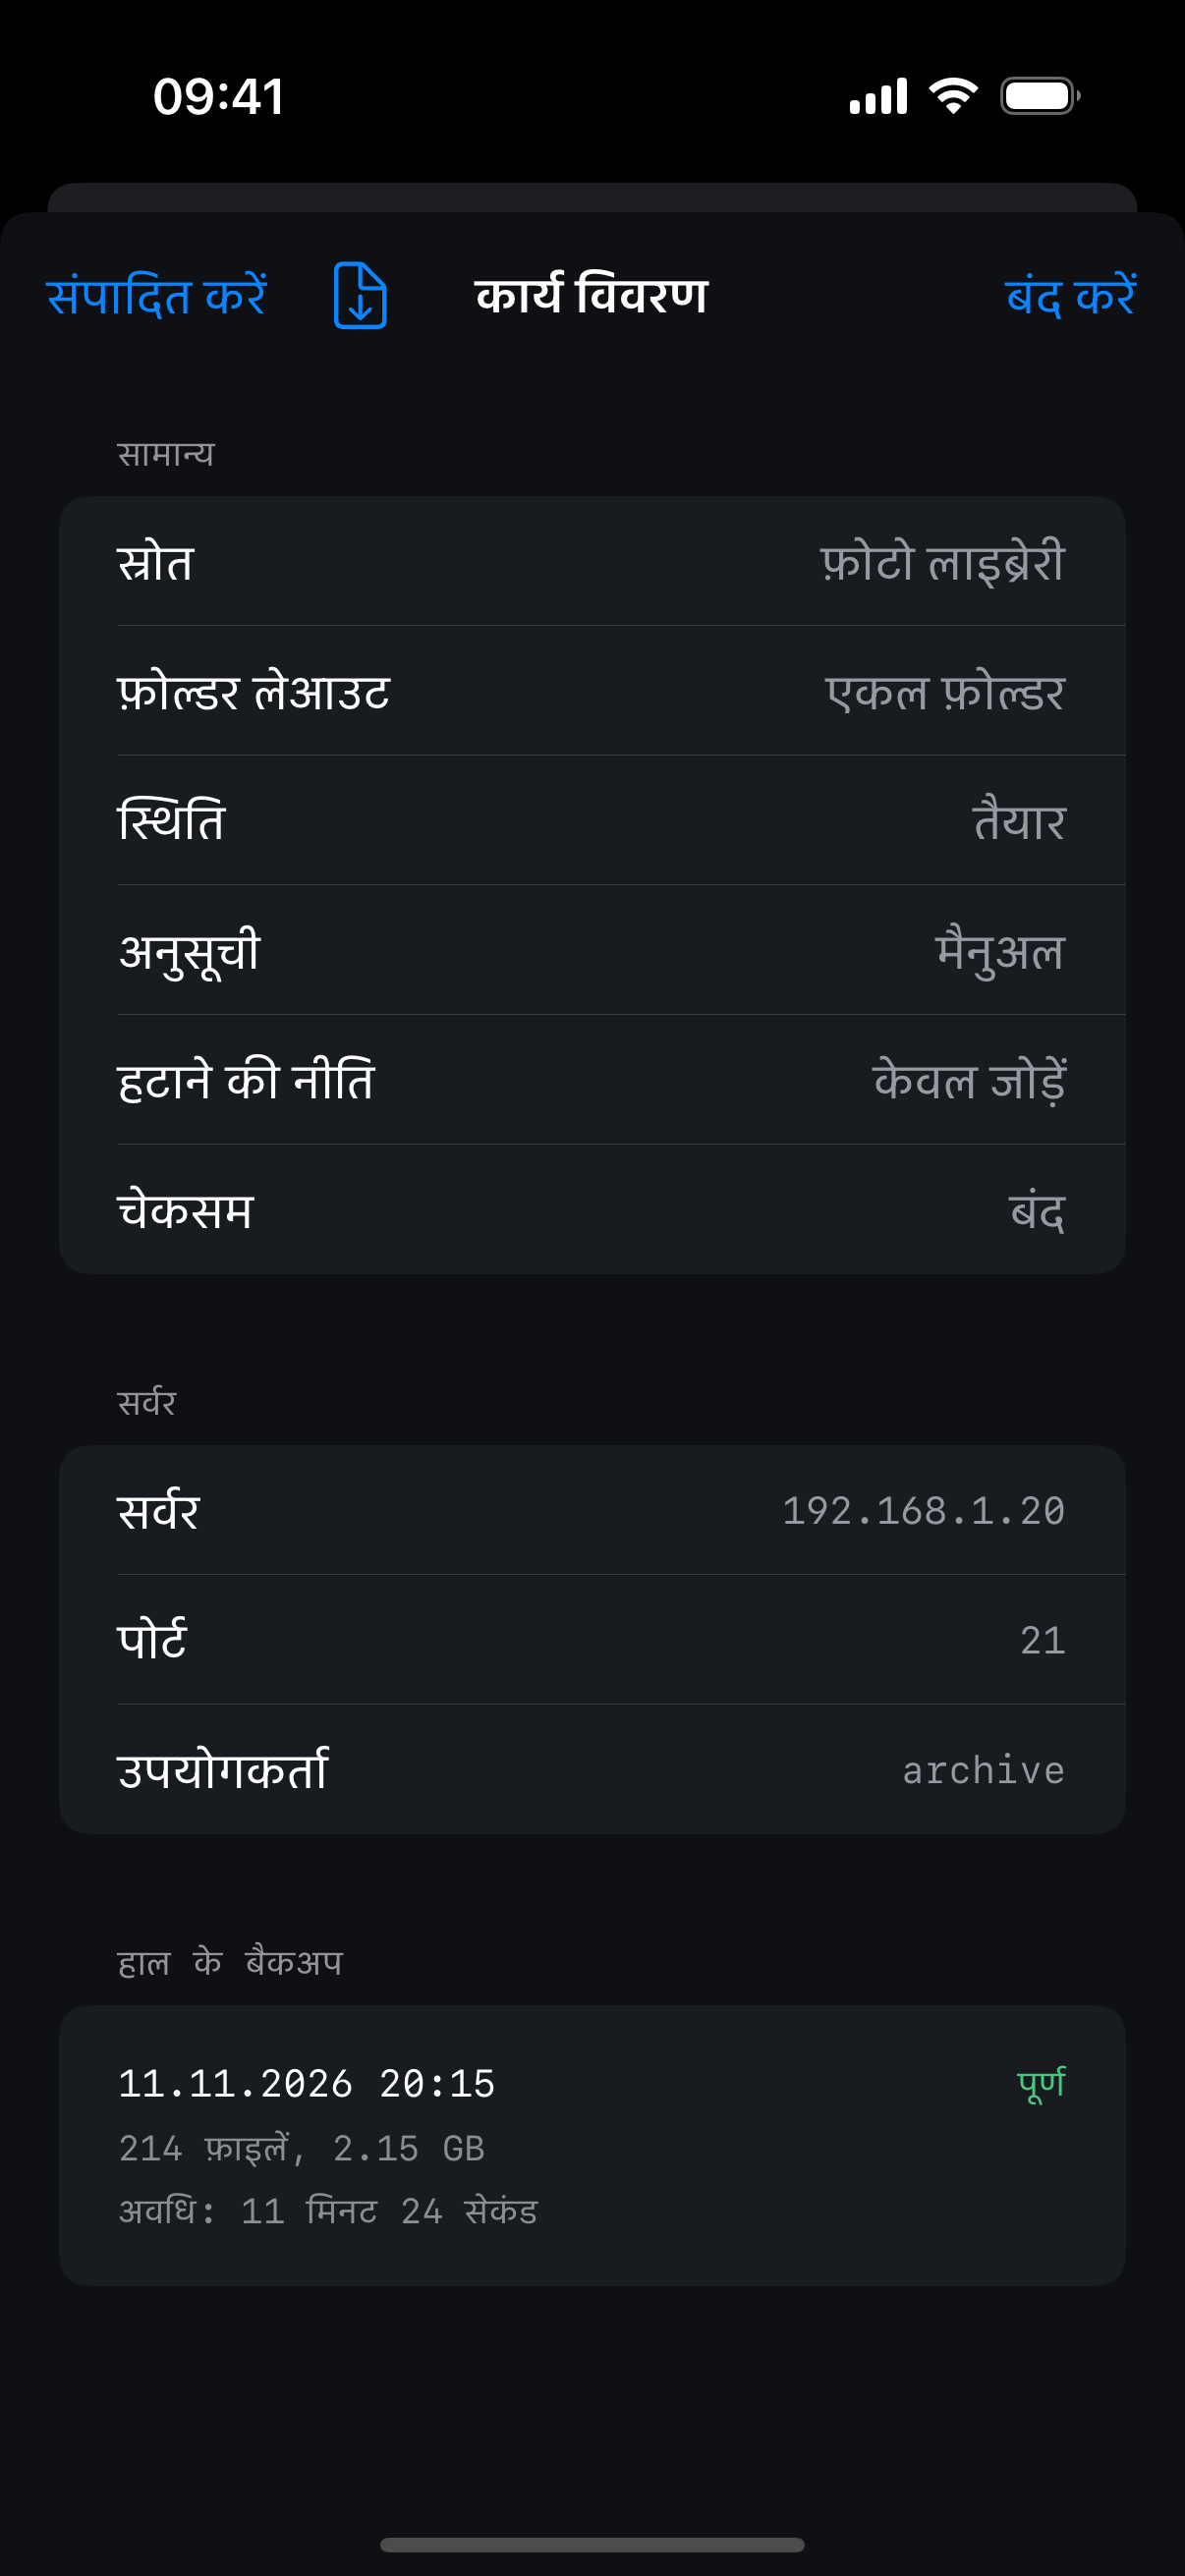 09:41
संपादित करें
कार्य विवरण
बंद करें
सामान्य
स्रोत फ़ोटो लाइब्रेरी
फ़ोल्डर लेआउट एकल फ़ोल्डर
स्थिति तैयार
अनुसूची मैनुअल
हटाने की नीति केवल जोड़ें
चेकसम बंद
सर्वर
सर्वर 192.168.1.20
पोर्ट 21
उपयोगकर्ता archive
हाल के बैकअप
11.11.2026 20:15 पूर्ण
214 फ़ाइलें, 2.15 GB
अवधि: 11 मिनट 24 सेकंड